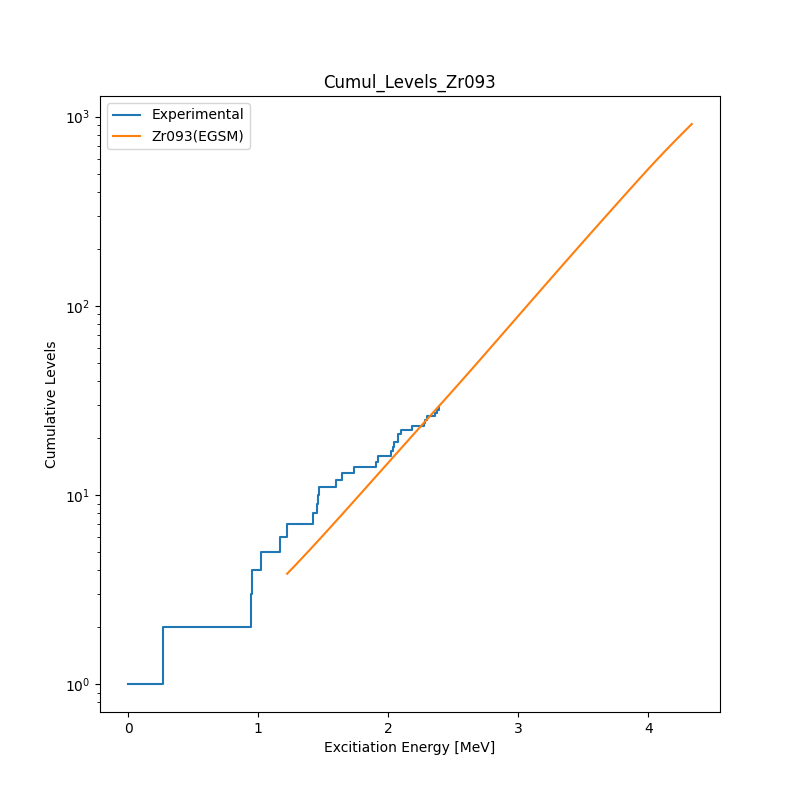 Cumul_Levels_Zr093
Experimental
Zr093(EGSM)
10³
10²
10¹
10⁰
Cumulative Levels
0 1 2 3 4
Excitiation Energy [MeV]